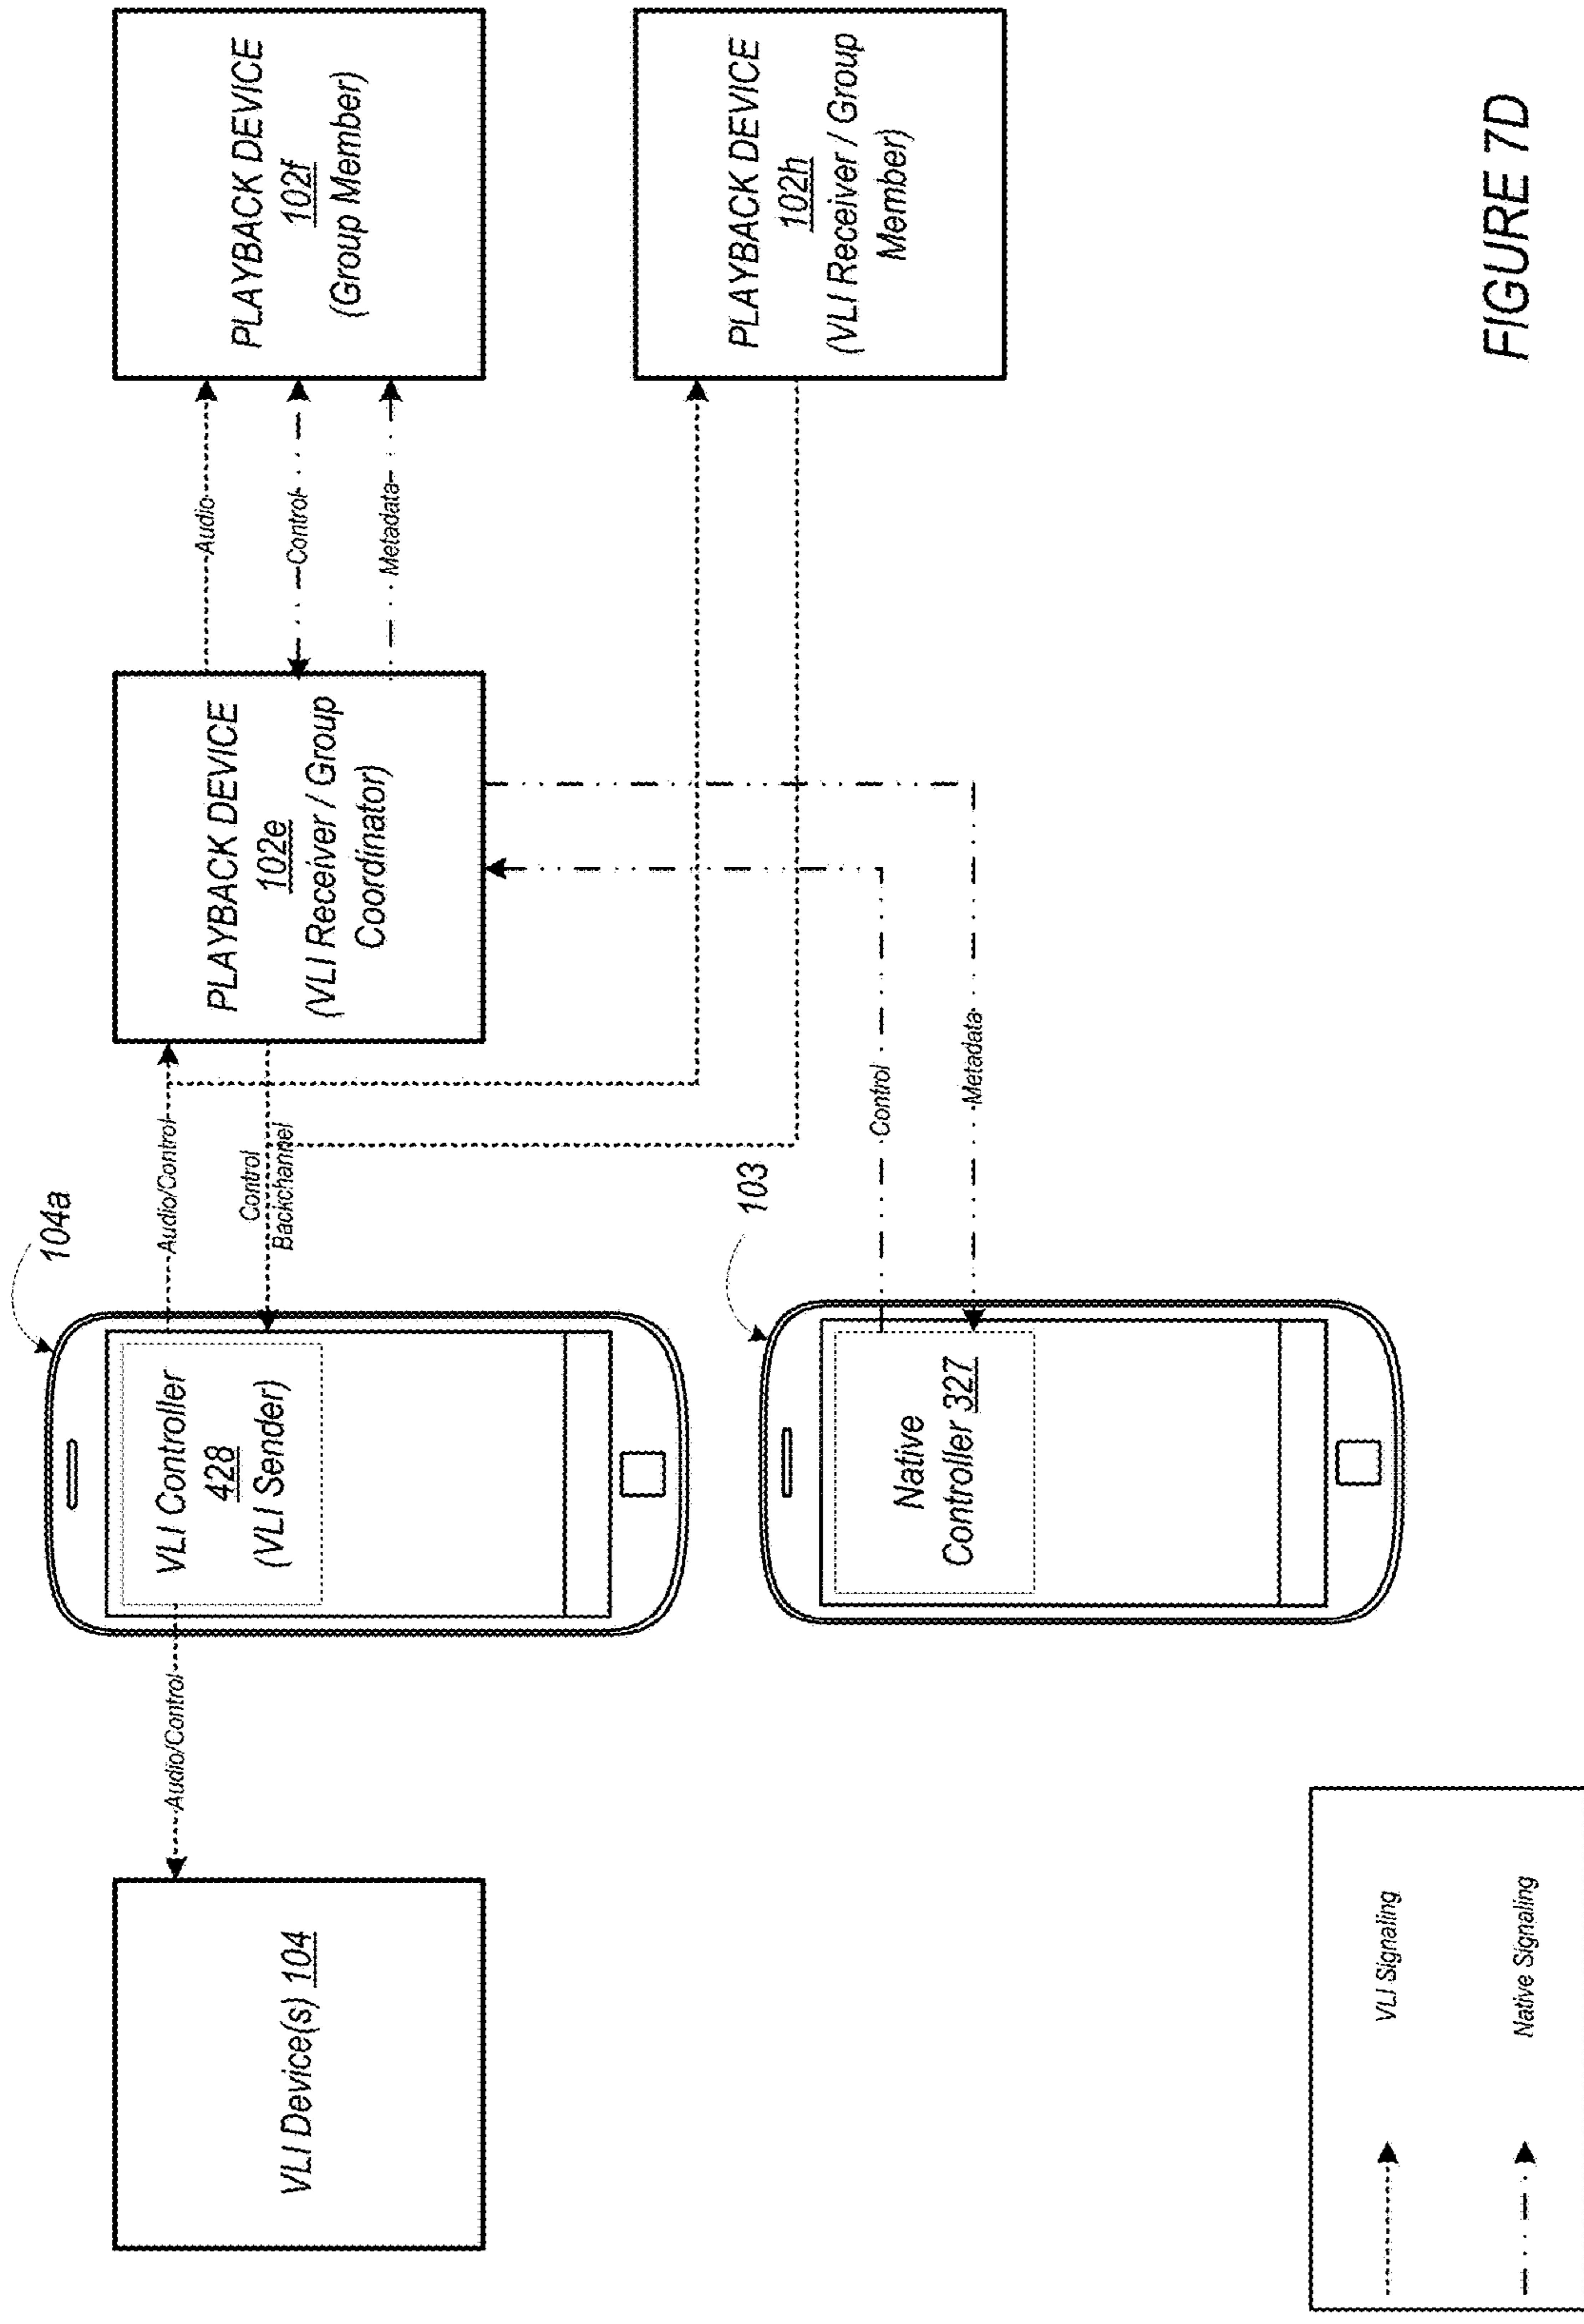 VLI Device(s) 104
Audio/Control
104a
VLI Controller
428
(VLI Sender)
Audio/Control
Control
Backchannel
PLAYBACK DEVICE
102e
(VLI Receiver / Group
Coordinator)
Audio
Control
Metadata
PLAYBACK DEVICE
102f
(Group Member)
PLAYBACK DEVICE
102h
(VLI Receiver / Group
Member)
103
Native
Controller 327
Control
Metadata
VLI Signaling
Native Signaling
FIGURE 7D